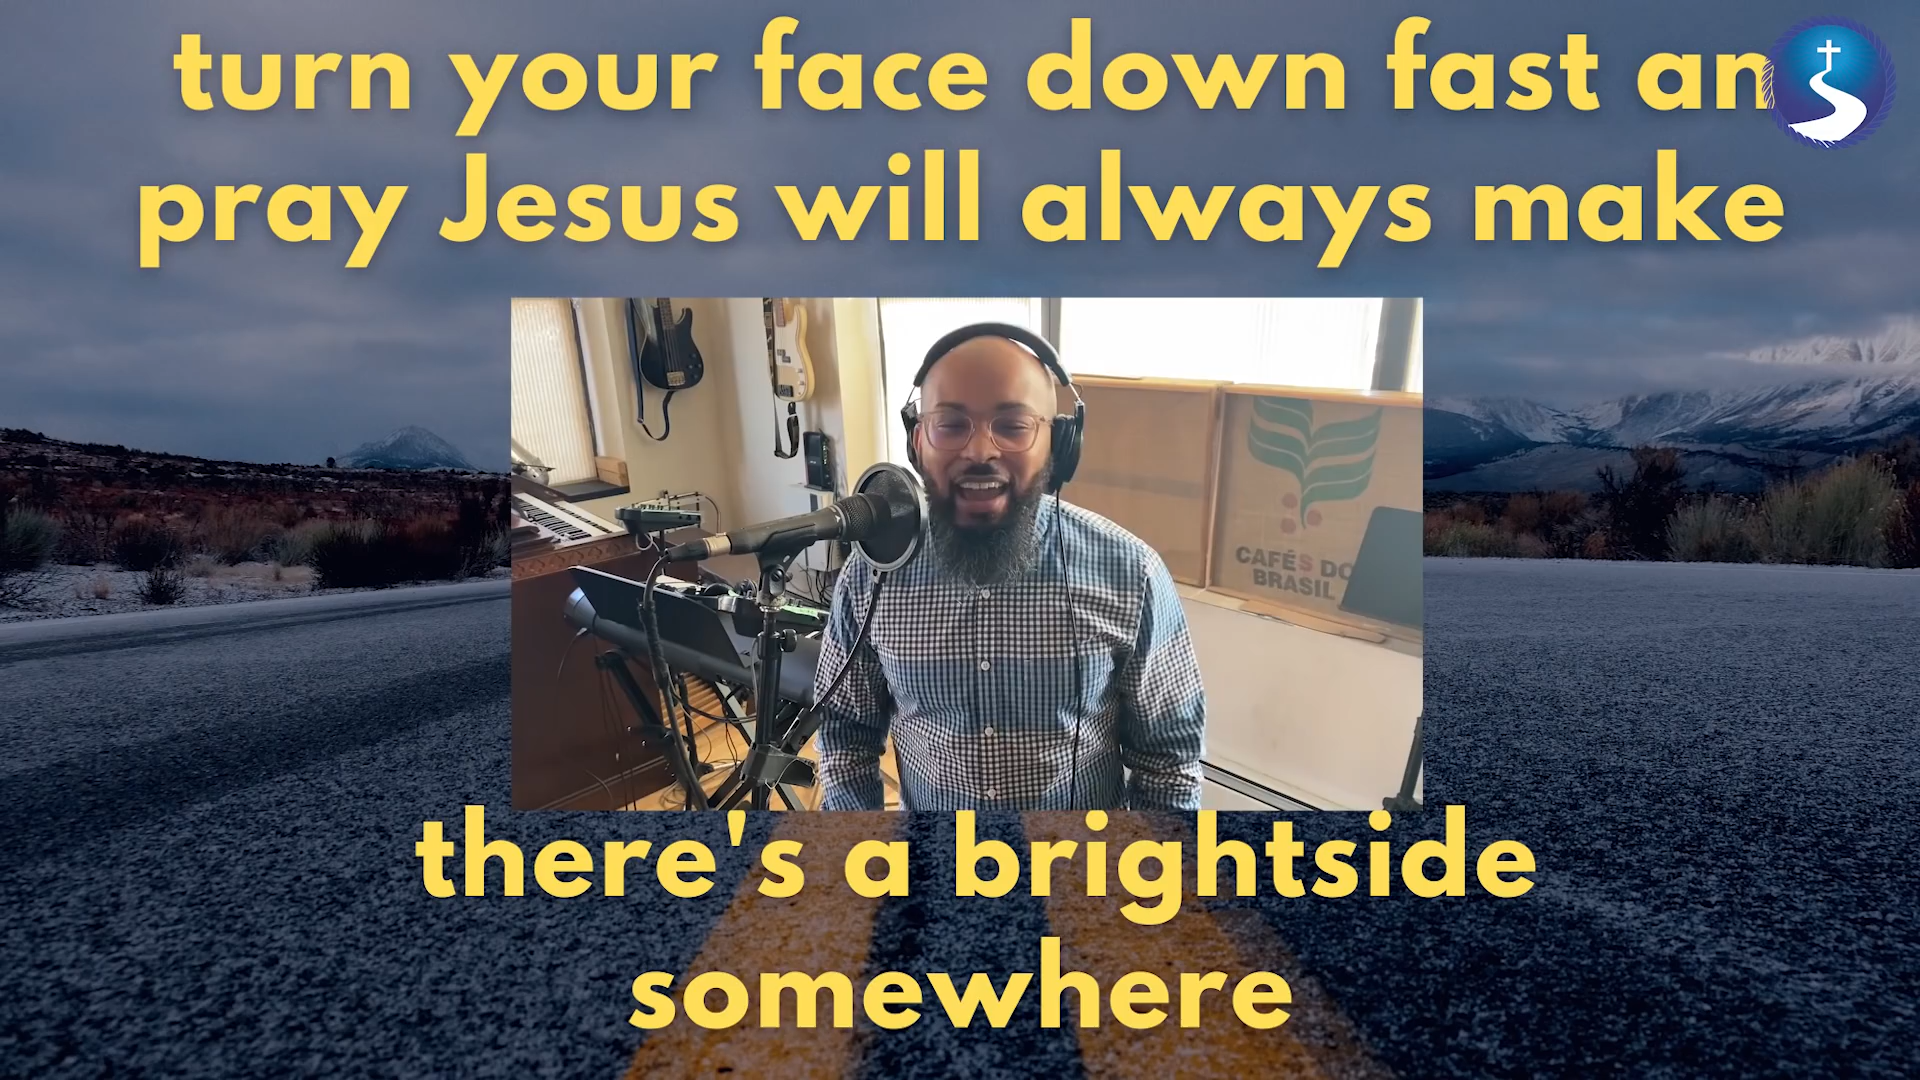 turn your face down fast an
pray Jesus will always make
CAFÉS DO
BRASIL
there's a brightside
somewhere